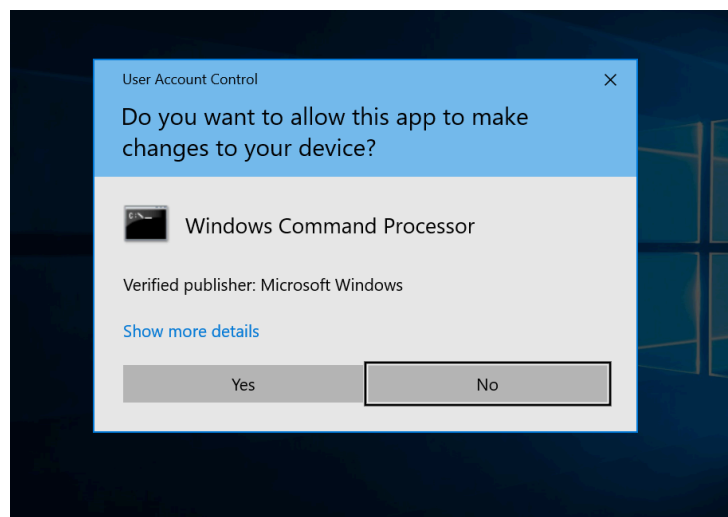 User Account Control
Do you want to allow this app to make
changes to your device?
C:\_
Windows Command Processor
Verified publisher: Microsoft Windows
Show more details
Yes
No